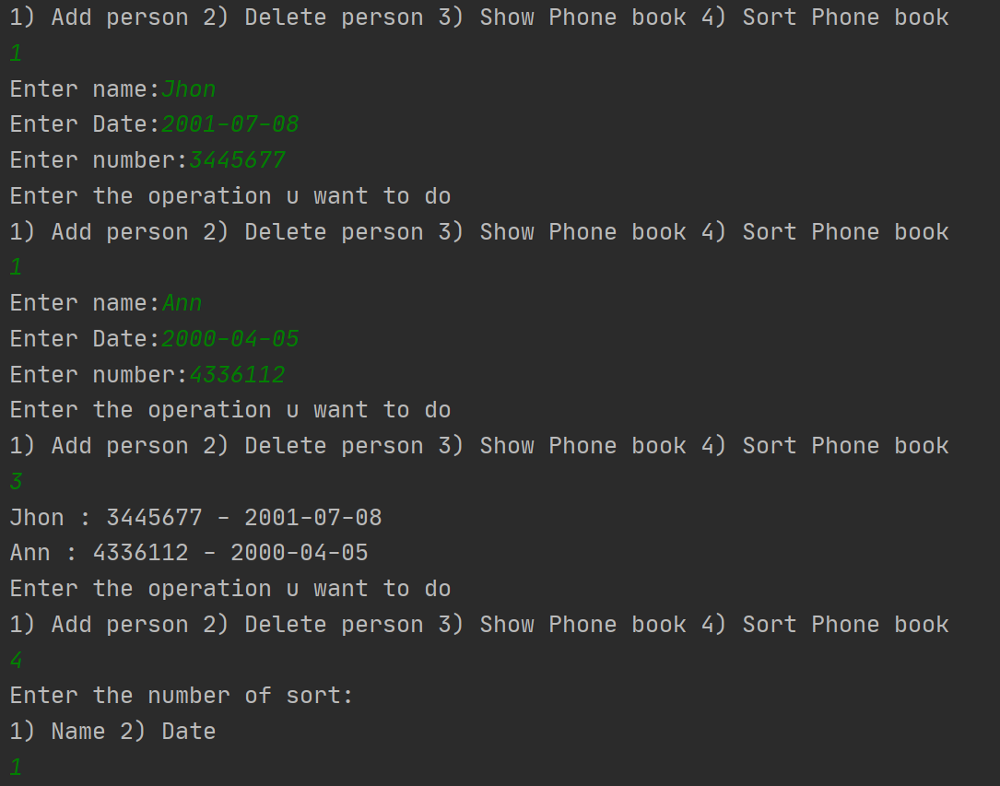 1) Add person 2) Delete person 3) Show Phone book 4) Sort Phone book
1
Enter name:Jhon
Enter Date:2001-07-08
Enter number:3445677
Enter the operation u want to do
1) Add person 2) Delete person 3) Show Phone book 4) Sort Phone book
1
Enter name:Ann
Enter Date:2000-04-05
Enter number:4336112
Enter the operation u want to do
1) Add person 2) Delete person 3) Show Phone book 4) Sort Phone book
3
Jhon : 3445677 - 2001-07-08
Ann : 4336112 - 2000-04-05
Enter the operation u want to do
1) Add person 2) Delete person 3) Show Phone book 4) Sort Phone book
4
Enter the number of sort:
1) Name 2) Date
1